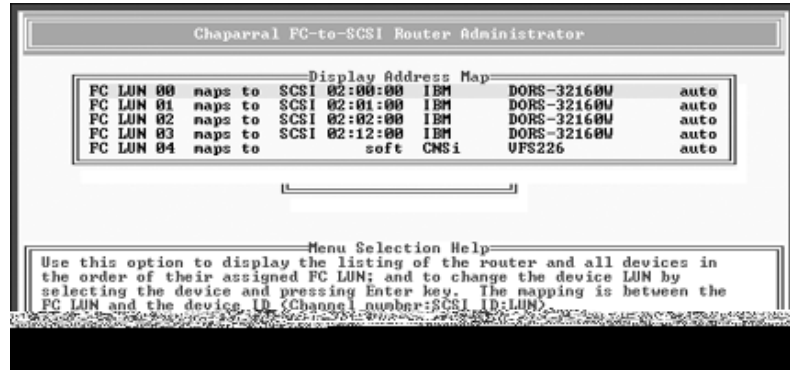 Chaparral FC-to-SCSI Router Administrator
Display Address Map
FC LUN 00 maps to SCSI 02:00:00 IBM DORS-32160W auto
FC LUN 01 maps to SCSI 02:01:00 IBM DORS-32160W auto
FC LUN 02 maps to SCSI 02:02:00 IBM DORS-32160W auto
FC LUN 03 maps to SCSI 02:12:00 IBM DORS-32160W auto
FC LUN 04 maps to soft CNSi VFS226 auto
Menu Selection Help
Use this option to display the listing of the router and all devices in
the order of their assigned FC LUN; and to change the device LUN by
selecting the device and pressing Enter key. The mapping is between the
FC LUN and the device ID (Channel number:SCSI ID:LUN).